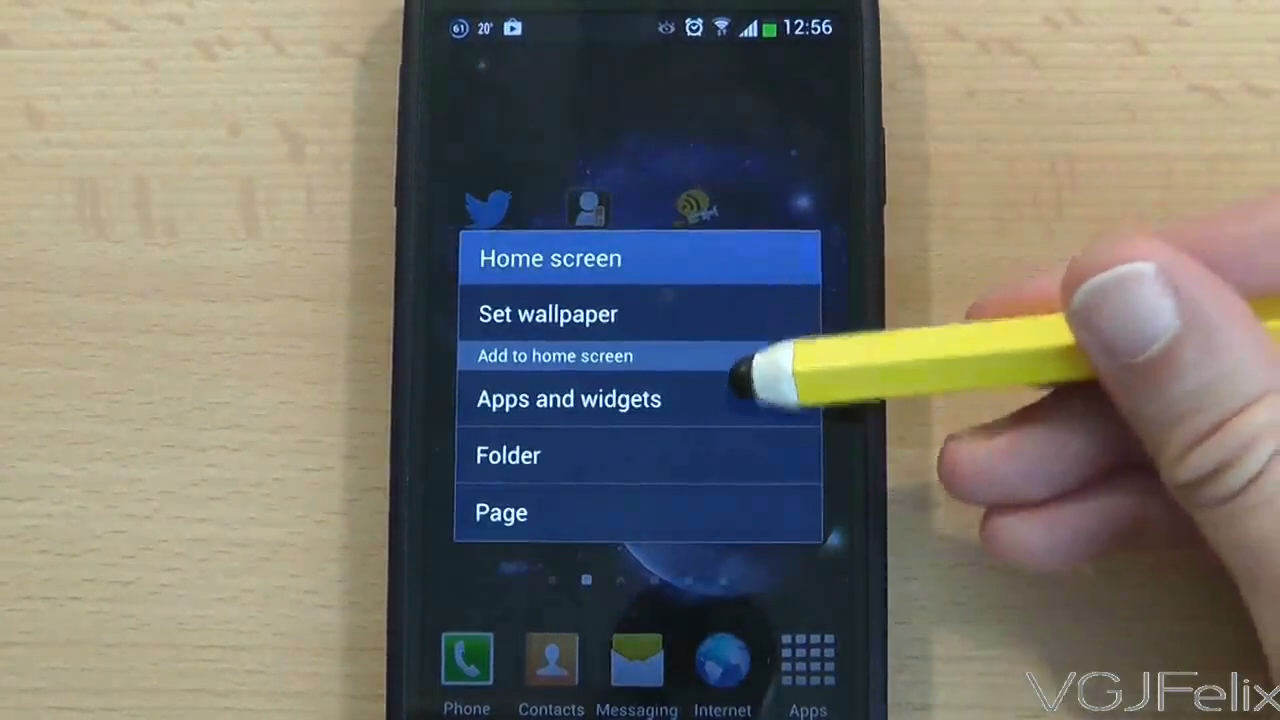 61 20° 12:56
Home screen
Set wallpaper
Add to home screen
Apps and widgets
Folder
Page
Phone Contacts Messaging Internet Apps
VGJFelix